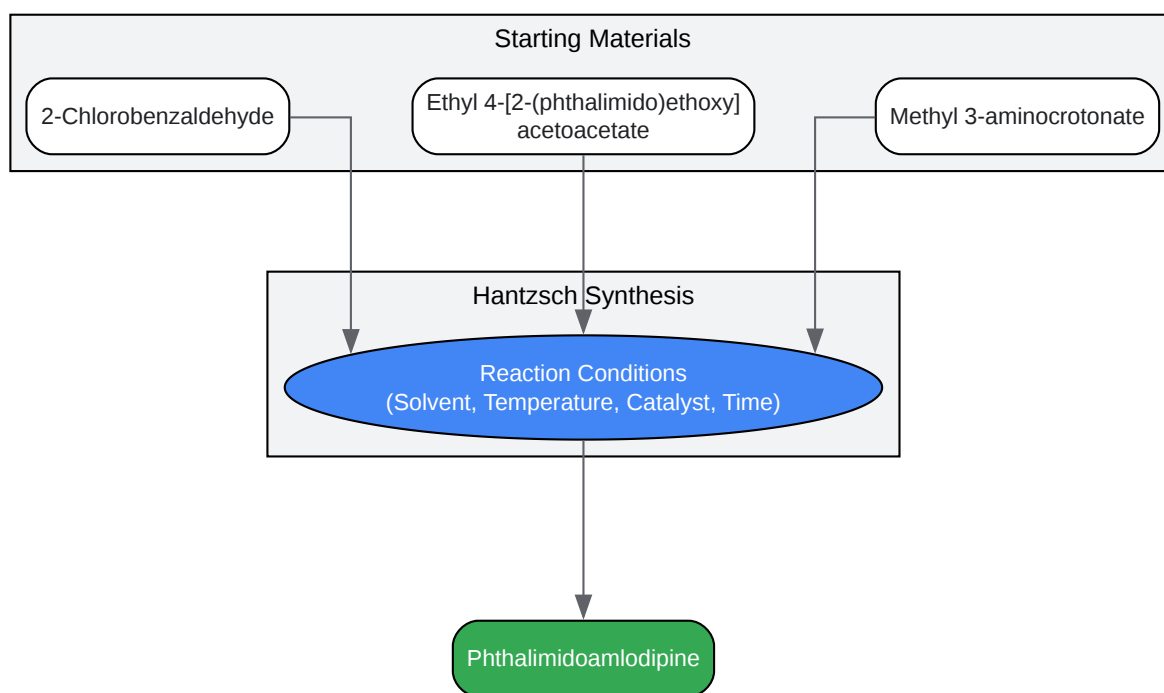 Starting Materials
2-Chlorobenzaldehyde
Ethyl 4-[2-(phthalimido)ethoxy]
acetoacetate
Methyl 3-aminocrotonate
Hantzsch Synthesis
Reaction Conditions
(Solvent, Temperature, Catalyst, Time)
Phthalimidoamlodipine